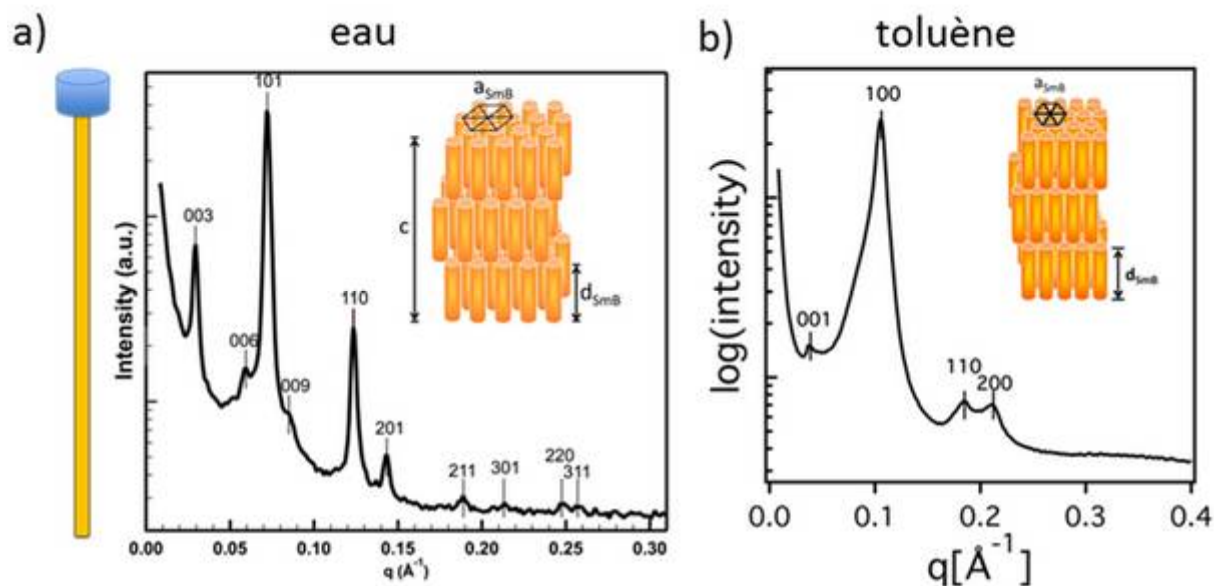 a) eau
Intensity (a.u.)
003
006
101
009
110
201
211
301
220
311
a_SmB
c
d_SmB
0.00 0.05 0.10 0.15 0.20 0.25 0.30
q (Å⁻¹)
b) toluène
log(intensity)
001
100
110
200
a_SmB
d_SmB
0.0 0.1 0.2 0.3 0.4
q[Å⁻¹]